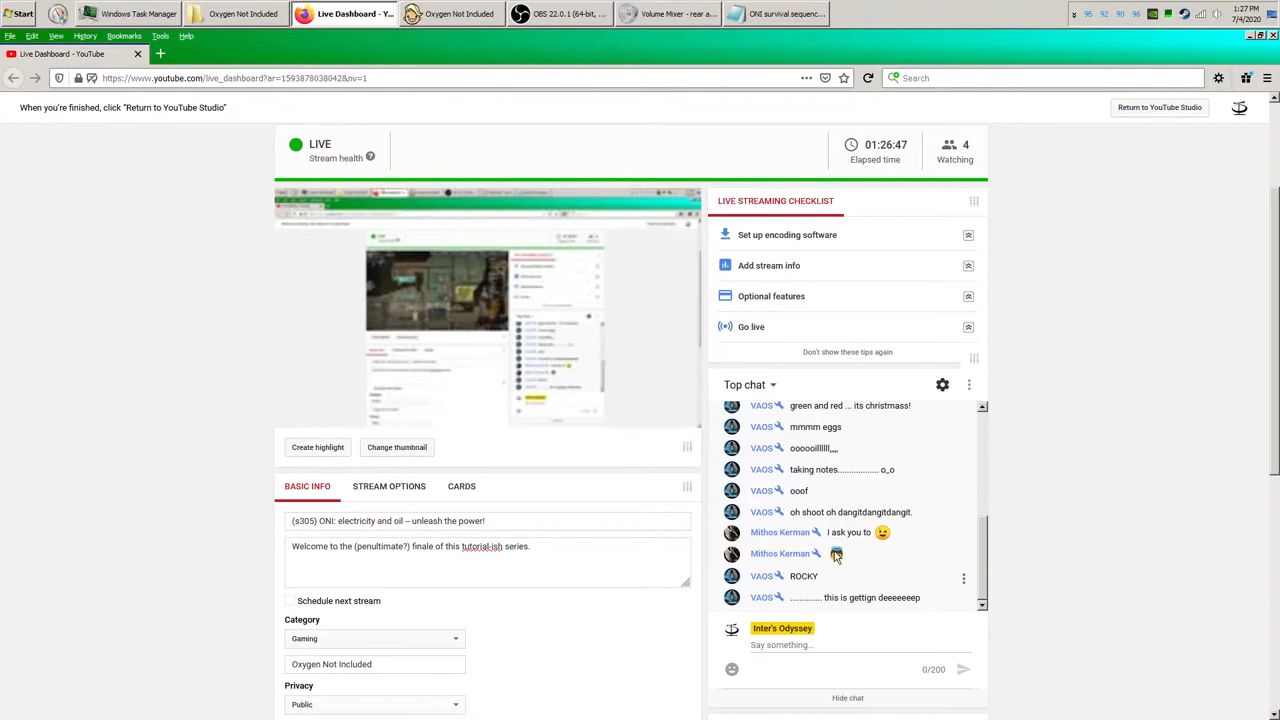 Start
Windows Task Manager
Oxygen Not Included
Live Dashboard - Y...
Oxygen Not Included
OBS 22.0.1 (64-bit, ...
Volume Mixer - rear a...
ONI survival sequenc...
95 92 90 96
1:27 PM
7/4/2020
File Edit View History Bookmarks Tools Help
Live Dashboard - YouTube
https://www.youtube.com/live_dashboard?ar=1593878038042&nv=1
Search
When you're finished, click "Return to YouTube Studio"
Return to YouTube Studio
LIVE
Stream health
01:26:47
Elapsed time
4
Watching
LIVE STREAMING CHECKLIST
Set up encoding software
Add stream info
Optional features
Go live
Don't show these tips again
Create highlight
Change thumbnail
BASIC INFO
STREAM OPTIONS
CARDS
(s305) ONI: electricity and oil -- unleash the power!
Welcome to the (penultimate?) finale of this tutorial-ish series.
Schedule next stream
Category
Gaming
Oxygen Not Included
Privacy
Public
Top chat
VAOS green and red ... its christmass!
VAOS mmmm eggs
VAOS oooooillllll,,,,,
VAOS taking notes.................. o_o
VAOS ooof
VAOS oh shoot oh dangitdangitdangit.
Mithos Kerman I ask you to
Mithos Kerman
VAOS ROCKY
VAOS .............. this is gettign deeeeeeep
Inter's Odyssey
Say something...
0/200
Hide chat